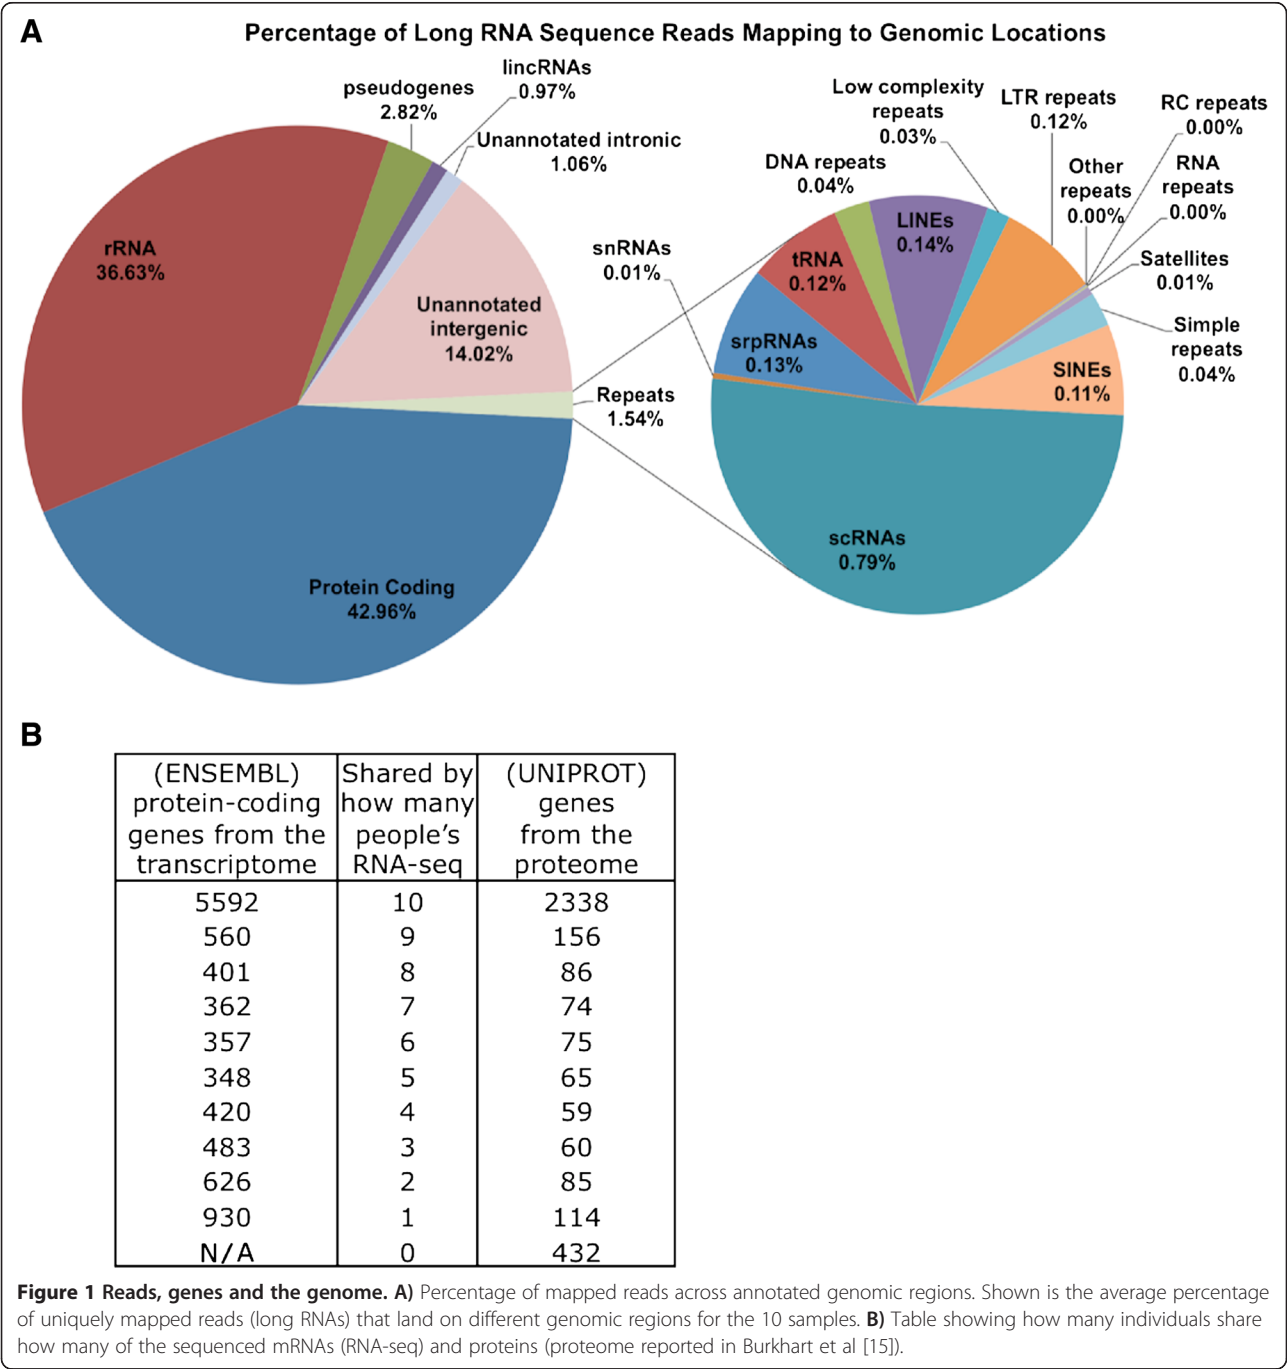 A
Percentage of Long RNA Sequence Reads Mapping to Genomic Locations
rRNA
36.63%
pseudogenes
2.82%
lincRNAs
0.97%
Unannotated intronic
1.06%
Unannotated
intergenic
14.02%
Repeats
1.54%
Protein Coding
42.96%
snRNAs
0.01%
srpRNAs
0.13%
tRNA
0.12%
DNA repeats
0.04%
LINEs
0.14%
Low complexity
repeats
0.03%
LTR repeats
0.12%
Other
repeats
0.00%
RC repeats
0.00%
RNA
repeats
0.00%
Satellites
0.01%
Simple
repeats
0.04%
SINEs
0.11%
scRNAs
0.79%
B
(ENSEMBL) Shared by (UNIPROT)
protein-coding how many genes
genes from the people's from the
transcriptome RNA-seq proteome
5592 10 2338
560 9 156
401 8 86
362 7 74
357 6 75
348 5 65
420 4 59
483 3 60
626 2 85
930 1 114
N/A 0 432
Figure 1 Reads, genes and the genome. A) Percentage of mapped reads across annotated genomic regions. Shown is the average percentage
of uniquely mapped reads (long RNAs) that land on different genomic regions for the 10 samples. B) Table showing how many individuals share
how many of the sequenced mRNAs (RNA-seq) and proteins (proteome reported in Burkhart et al [15]).